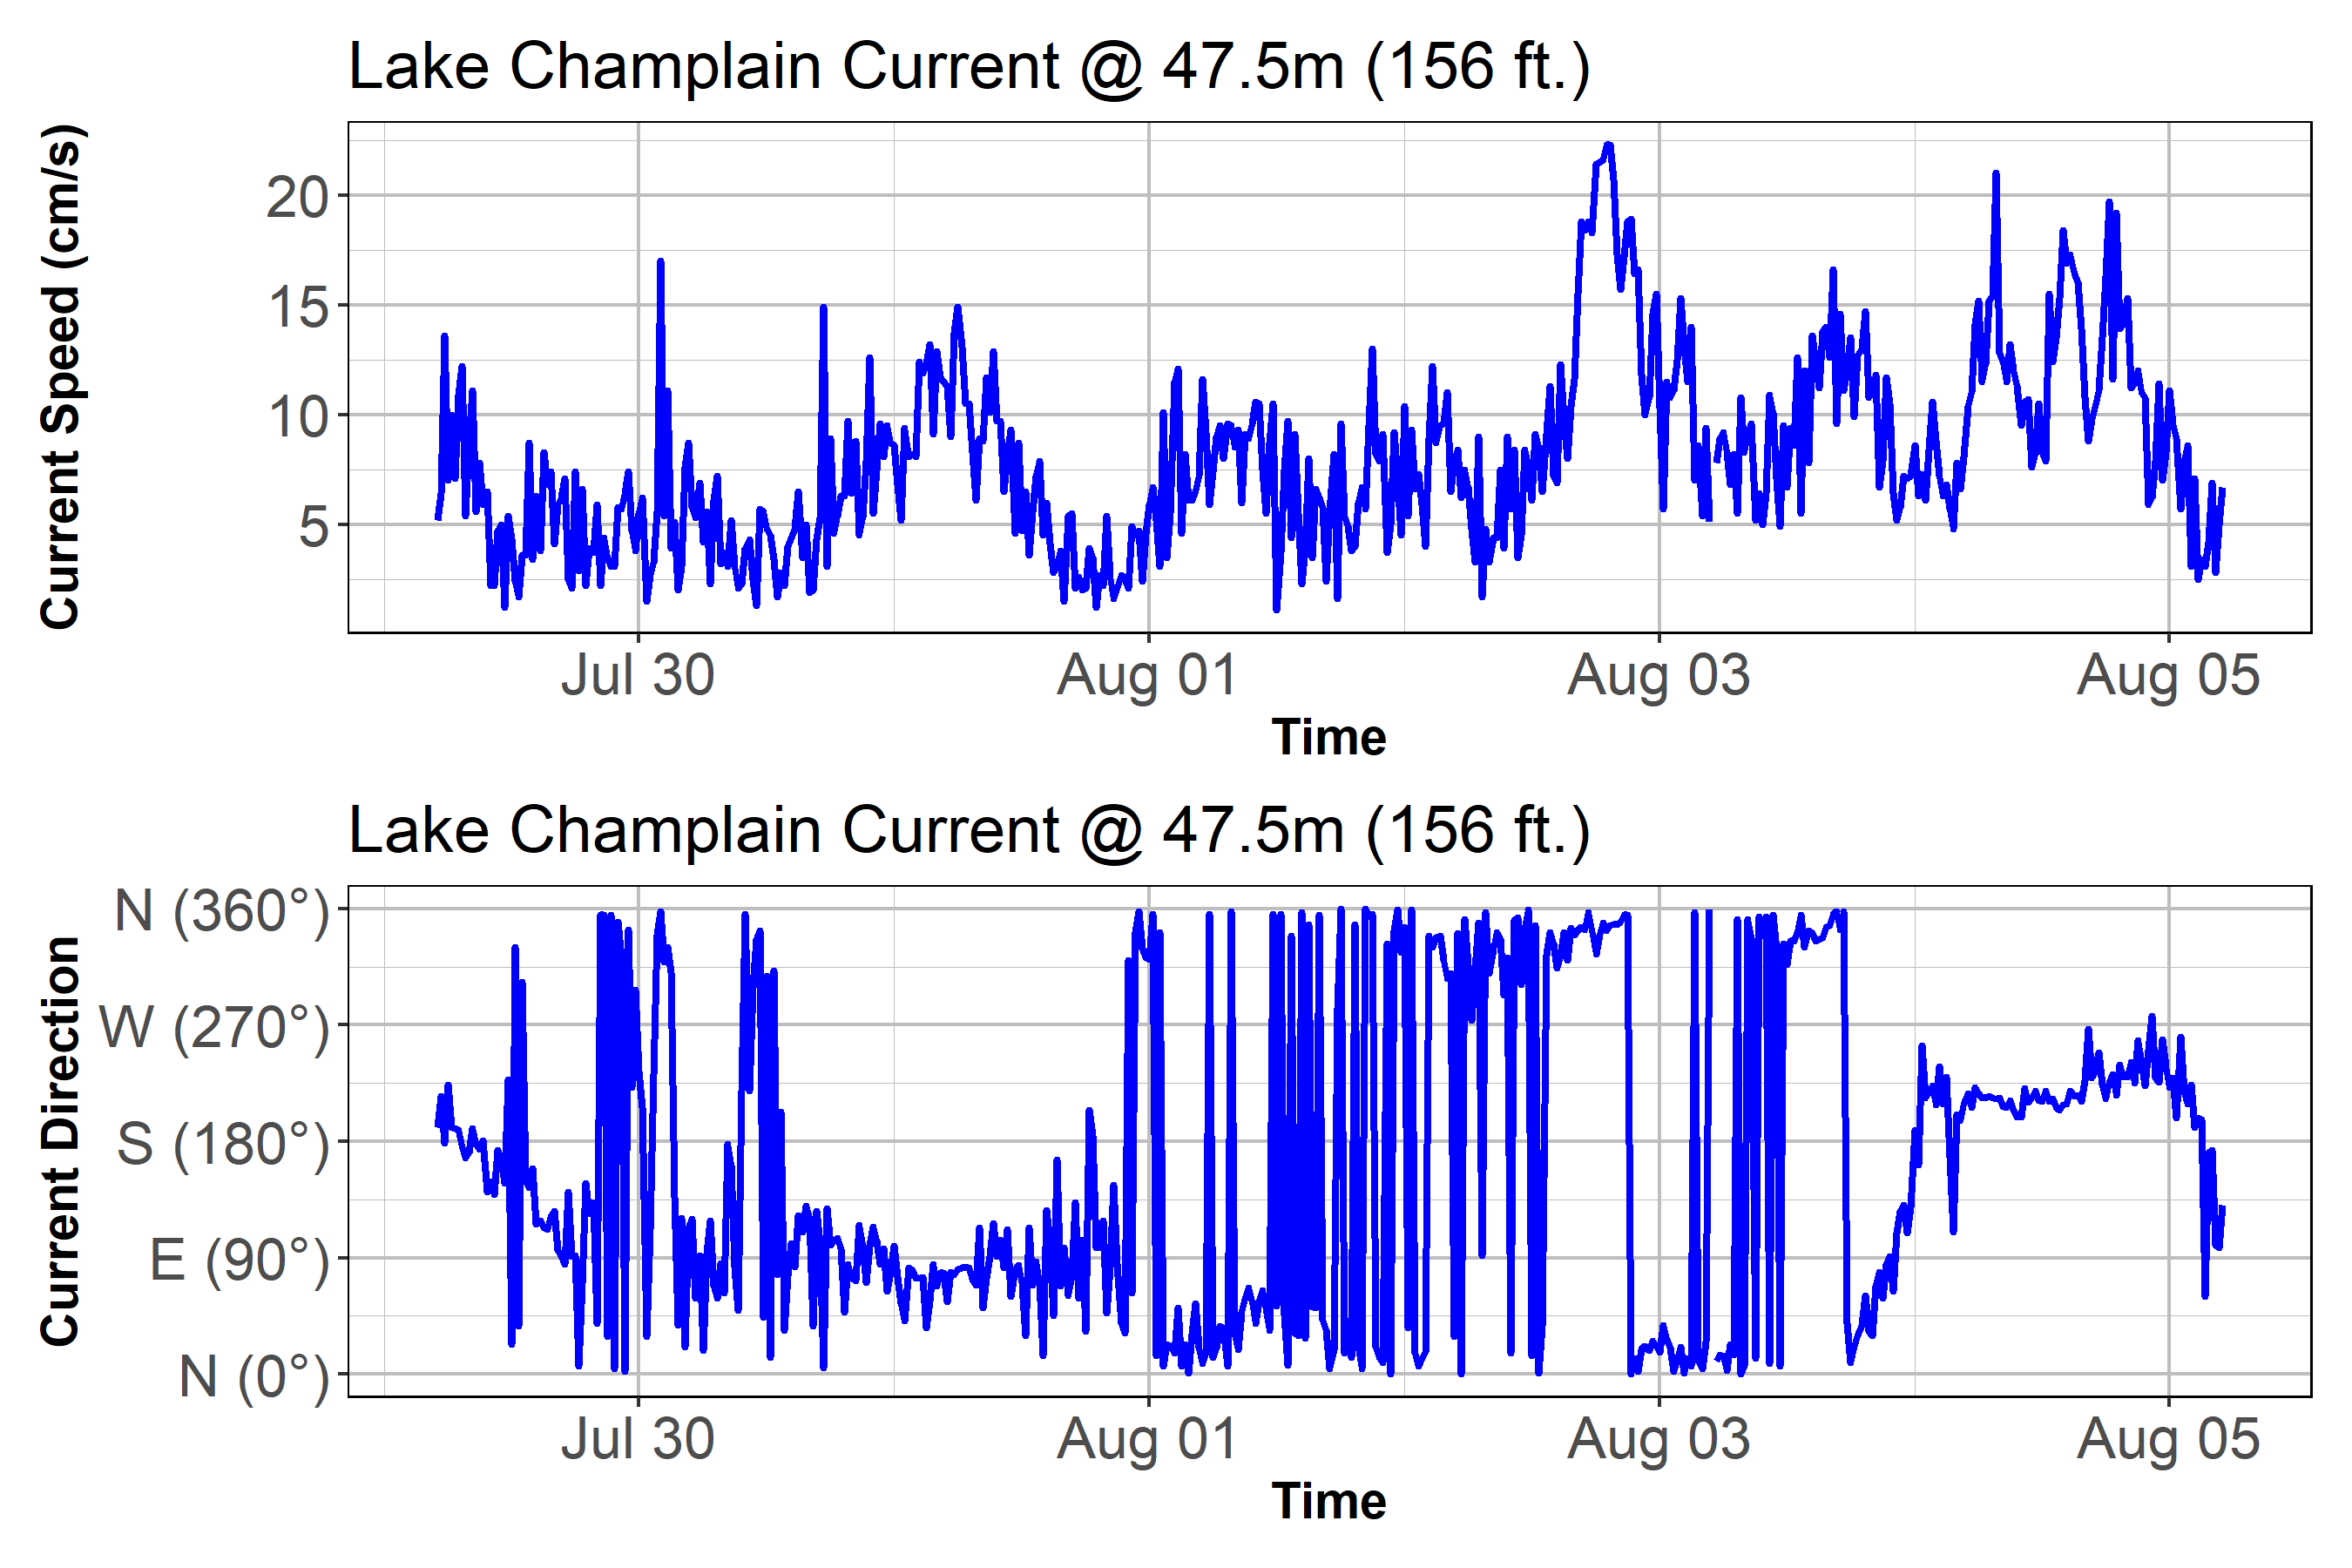 Lake Champlain Current @ 47.5m (156 ft.)
Current Speed (cm/s)
20
15
10
5
Jul 30 Aug 01 Aug 03 Aug 05
Time
Lake Champlain Current @ 47.5m (156 ft.)
Current Direction
N (360°)
W (270°)
S (180°)
E (90°)
N (0°)
Jul 30 Aug 01 Aug 03 Aug 05
Time